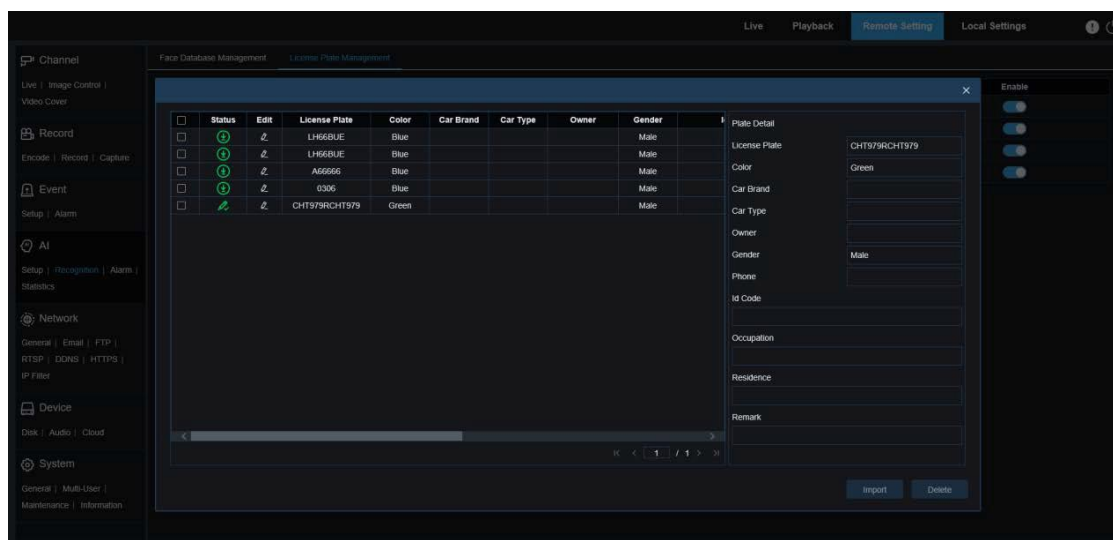 Live Playback Remote Setting Local Settings
Channel
Live | Image Control |
Video Cover
Record
Encode | Record | Capture
Event
Setup | Alarm
AI
Setup | Recognition | Alarm |
Statistics
Network
General | Email | FTP |
RTSP | DDNS | HTTPS |
IP Filter
Device
Disk | Audio | Cloud
System
General | Multi-User |
Maintenance | Information
Face Database Management License Plate Management
Enable
Status Edit License Plate Color Car Brand Car Type Owner Gender
LH66BUE Blue Male
LH66BUE Blue Male
A66666 Blue Male
0306 Blue Male
CHT979RCHT979 Green Male
1 / 1
Plate Detail
License Plate CHT979RCHT979
Color Green
Car Brand
Car Type
Owner
Gender Male
Phone
Id Code
Occupation
Residence
Remark
Import Delete